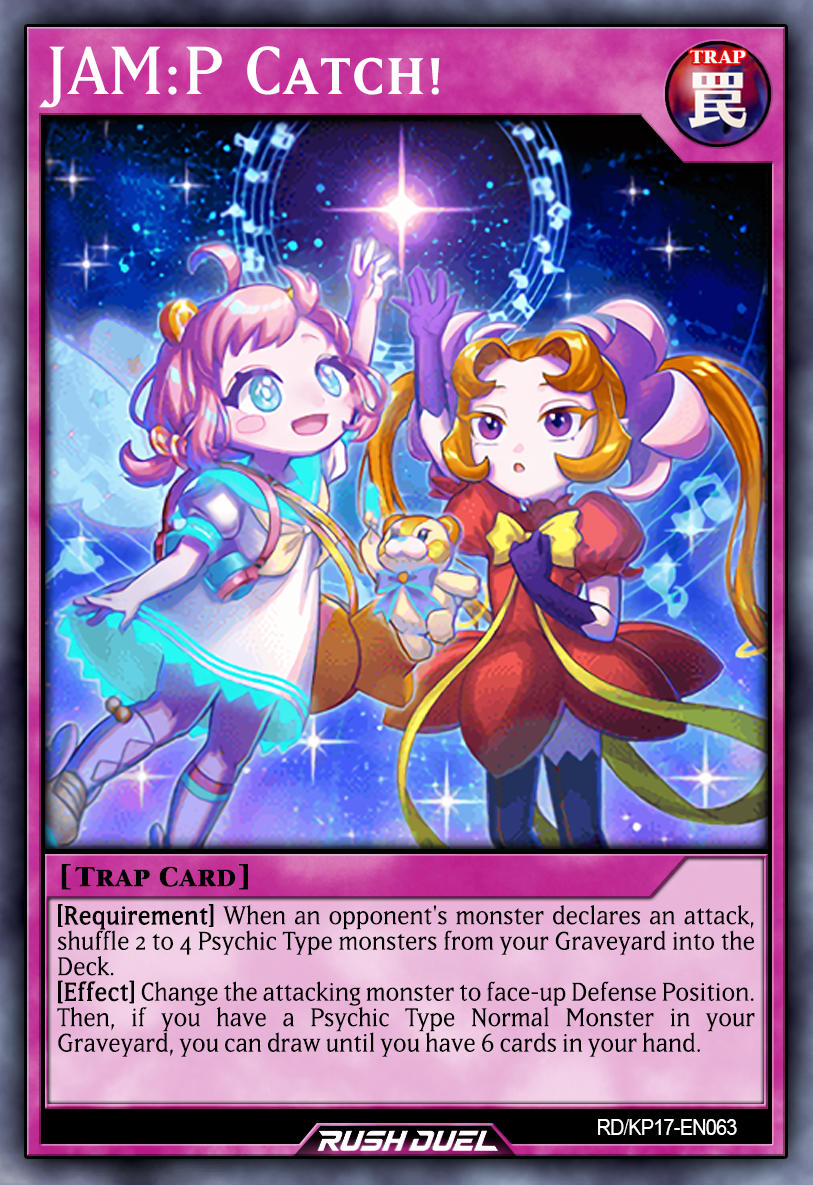 JAM:P Catch!
TRAP
罠
[Trap Card]
[Requirement] When an opponent's monster declares an attack,
shuffle 2 to 4 Psychic Type monsters from your Graveyard into the
Deck.
[Effect] Change the attacking monster to face-up Defense Position.
Then, if you have a Psychic Type Normal Monster in your
Graveyard, you can draw until you have 6 cards in your hand.
RD/KP17-EN063
RUSH DUEL